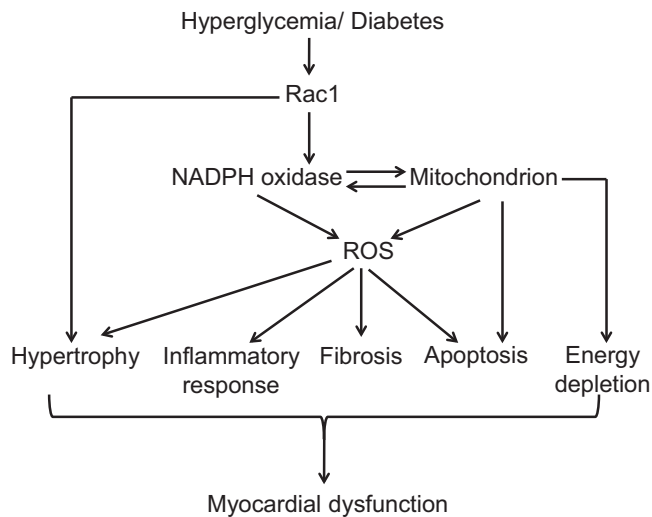 Hyperglycemia/ Diabetes
Rac1
NADPH oxidase
Mitochondrion
ROS
Hypertrophy
Inflammatory
response
Fibrosis
Apoptosis
Energy
depletion
Myocardial dysfunction